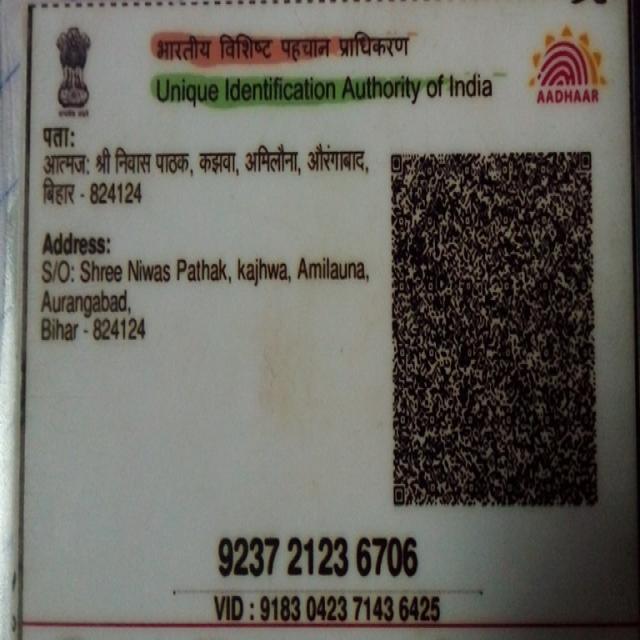 भारतीय विशिष्ट पहचान प्राधिकरण
Unique Identification Authority of India
AADHAAR
पता:
आत्मज: श्री निवास पाठक, कझवा, अमिलौना, औरंगाबाद,
बिहार - 824124
Address:
S/O: Shree Niwas Pathak, kajhwa, Amilauna,
Aurangabad,
Bihar - 824124
9237 2123 6706
VID : 9183 0423 7143 6425